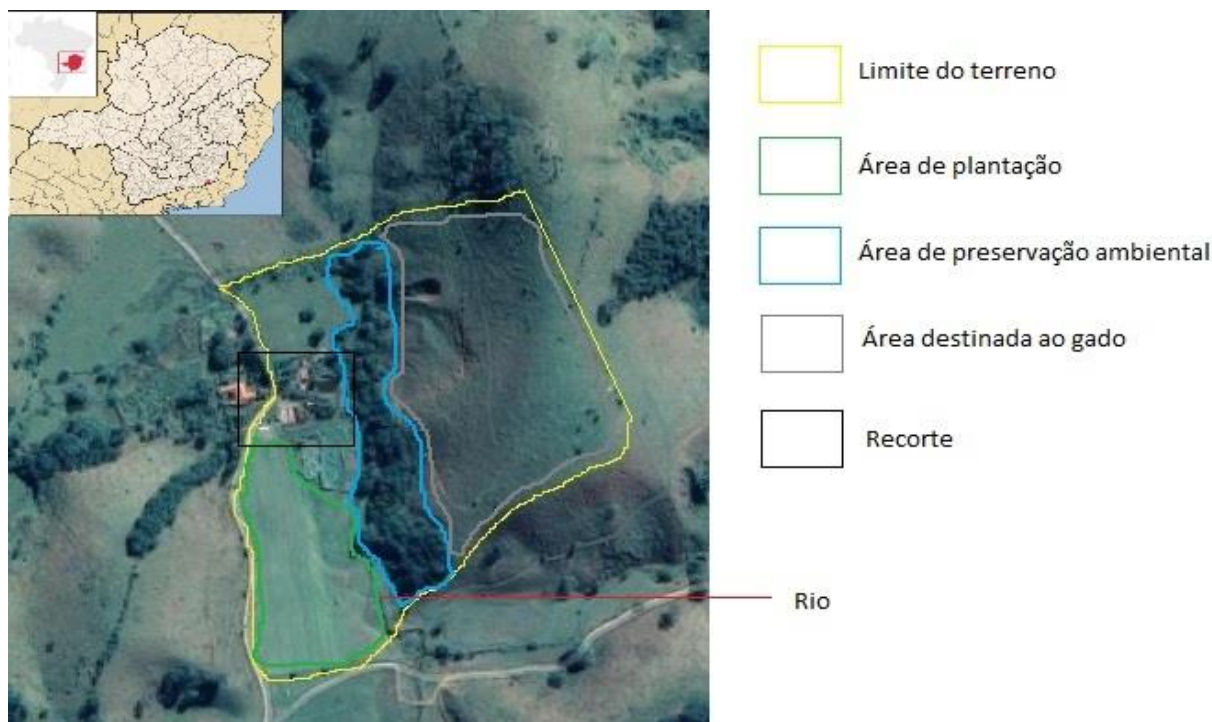 Limite do terreno
Área de plantação
Área de preservação ambiental
Área destinada ao gado
Recorte
Rio